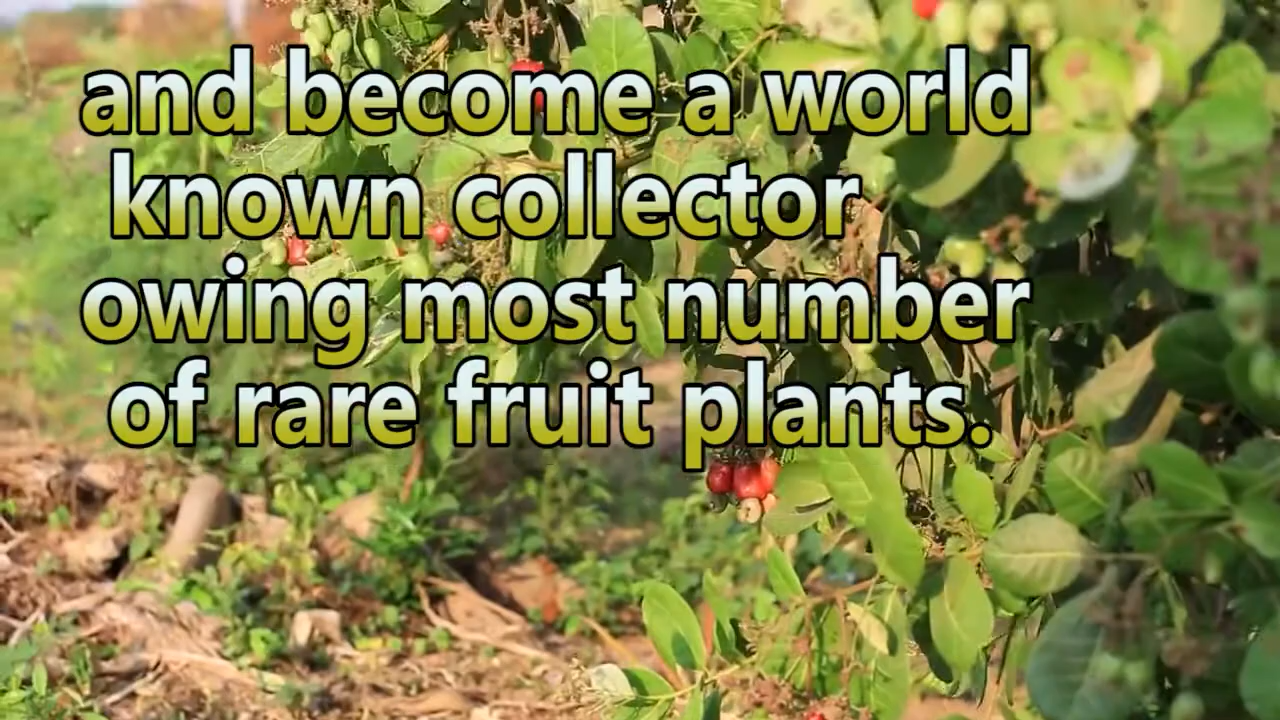 and become a world
known collector
owing most number
of rare fruit plants.